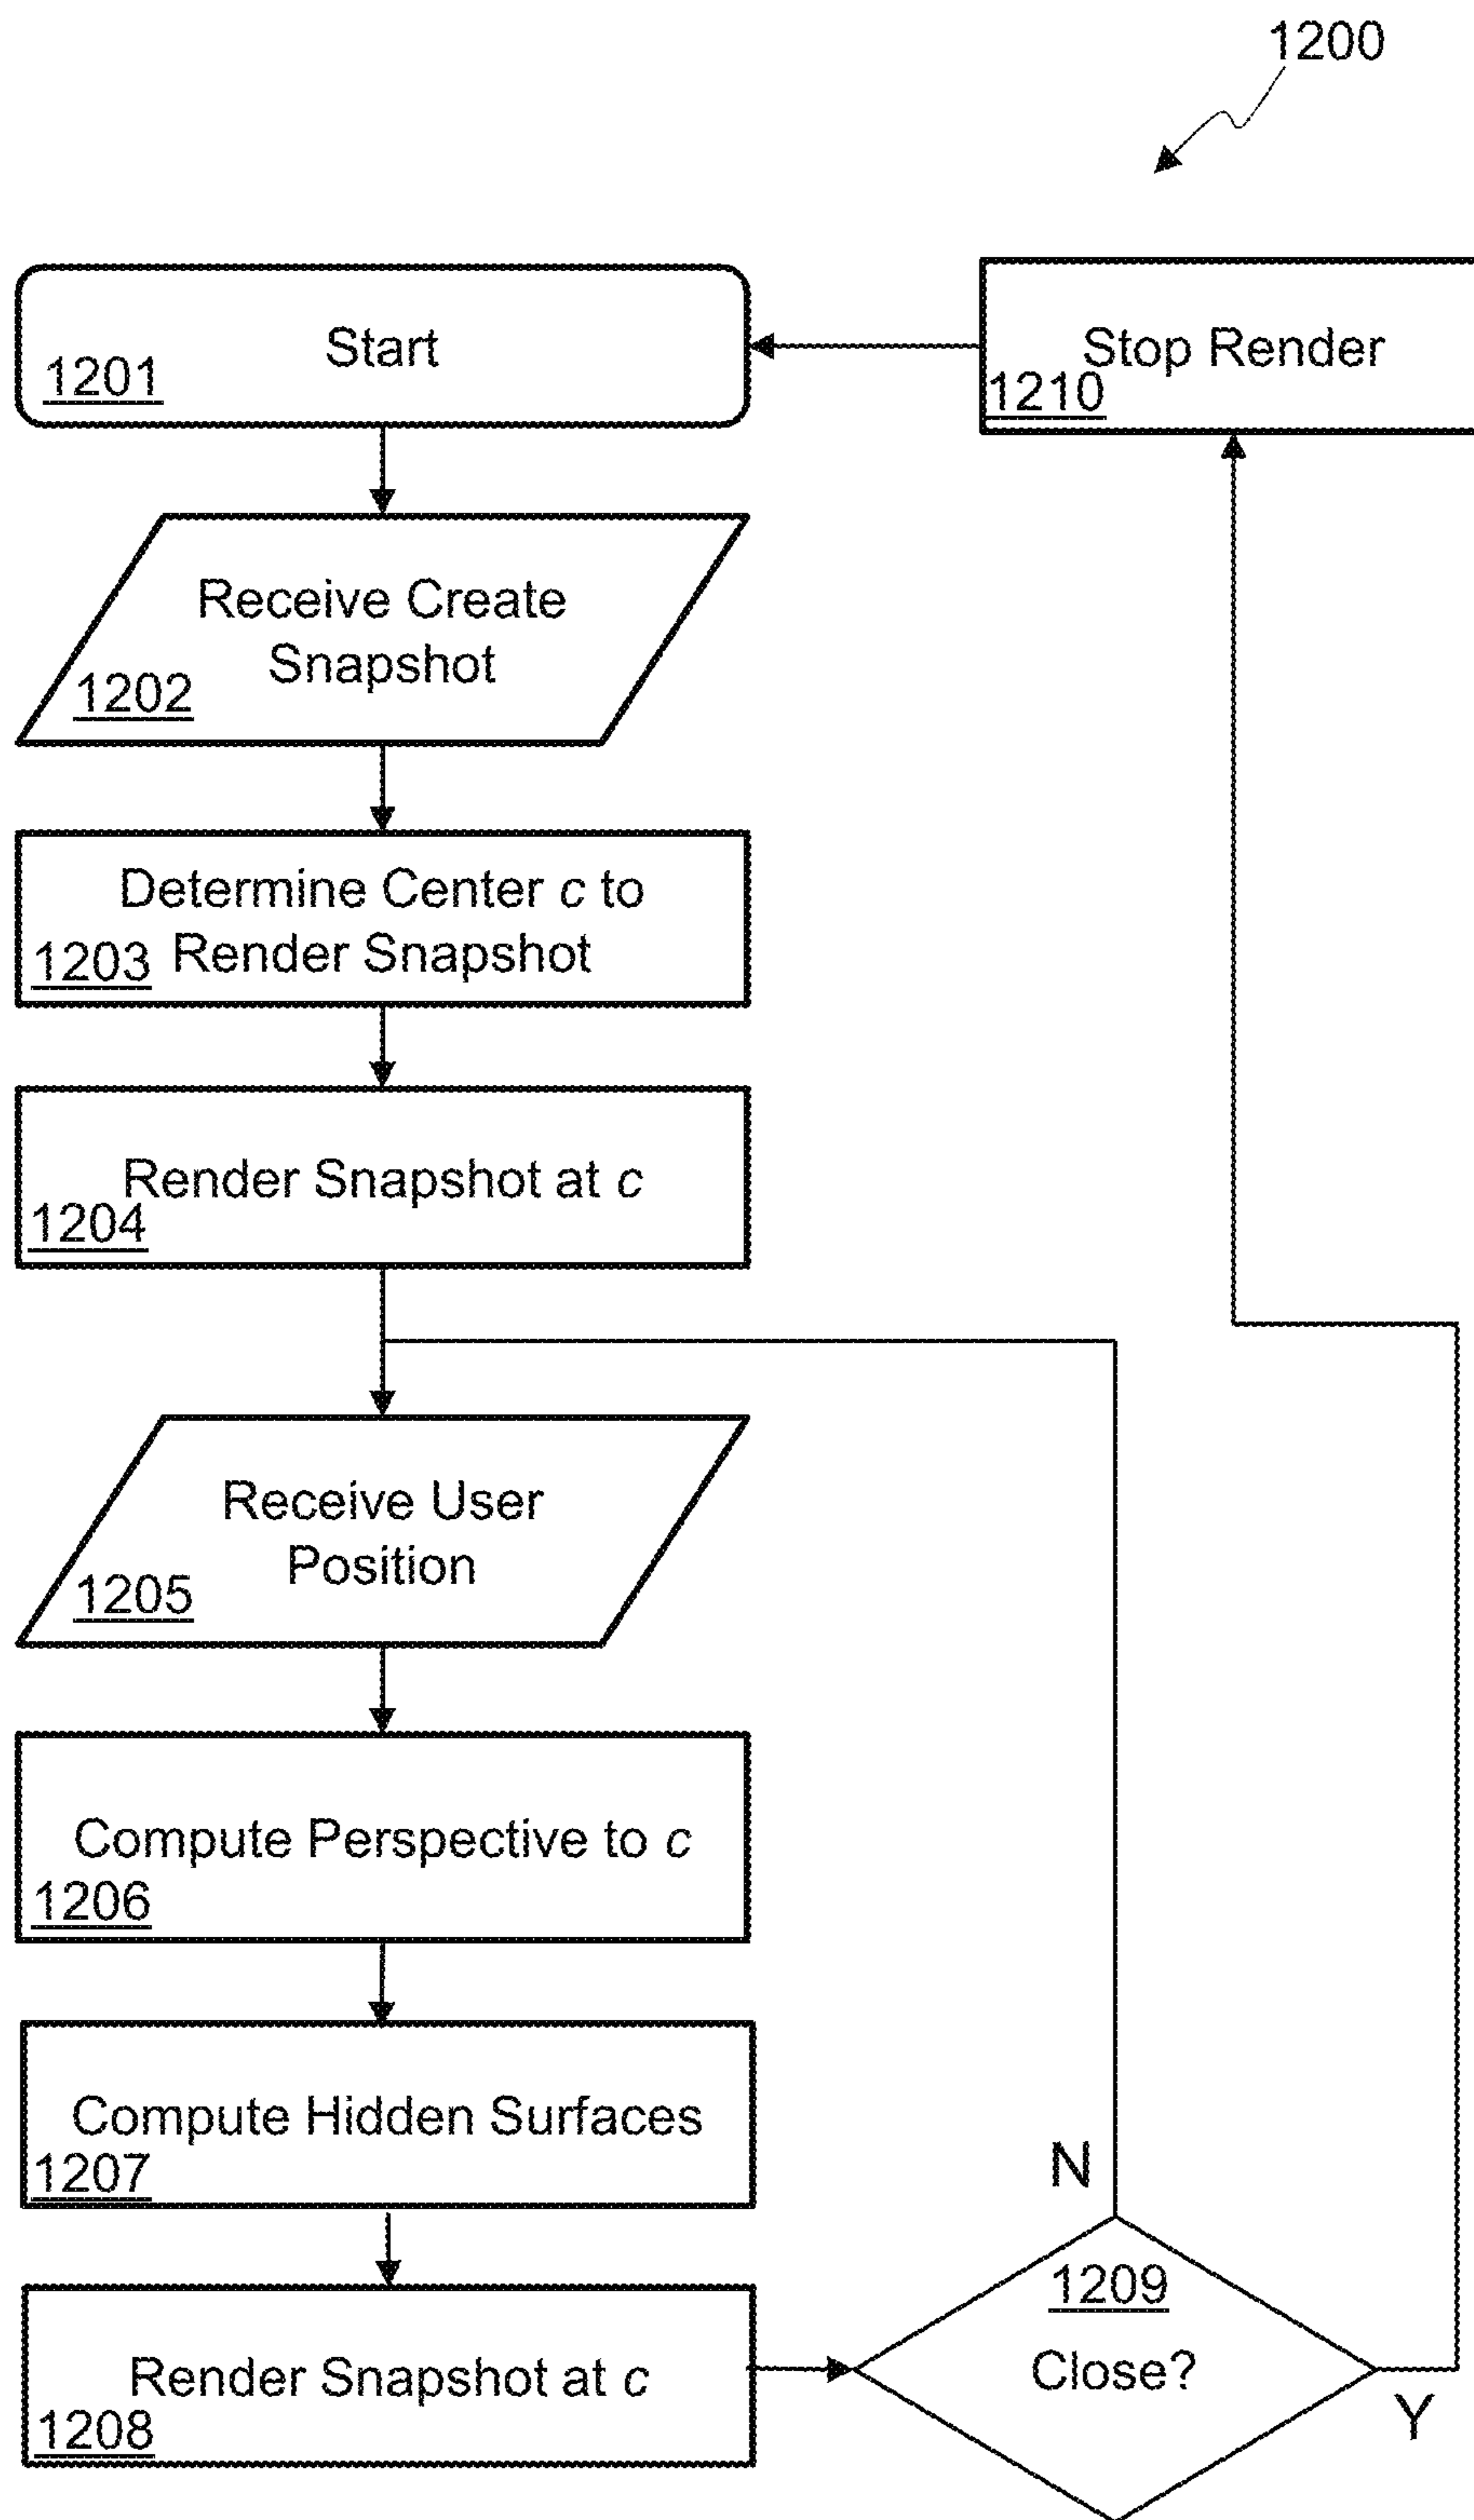 1200
Start
1201
Stop Render
1210
Receive Create
Snapshot
1202
Determine Center c to
Render Snapshot
1203
Render Snapshot at c
1204
Receive User
Position
1205
Compute Perspective to c
1206
Compute Hidden Surfaces
1207
N
1209
Close?
Y
Render Snapshot at c
1208